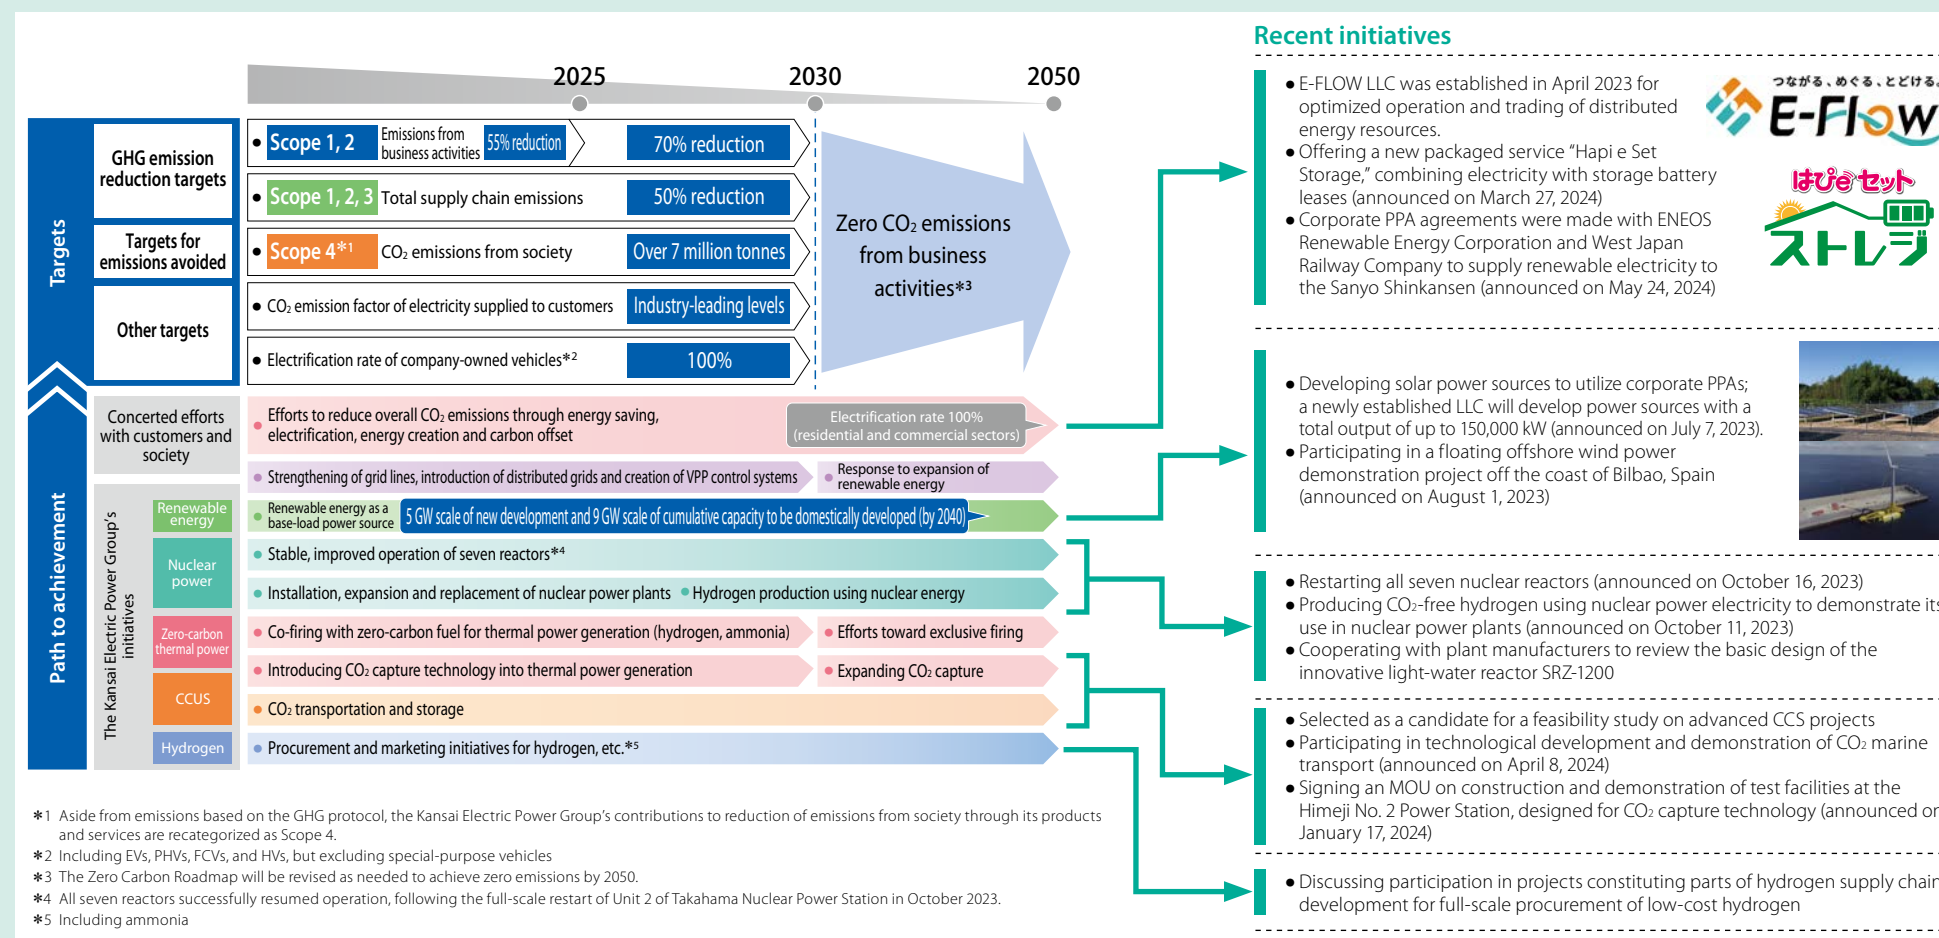 2025
2030
2050
Targets
GHG emission
reduction targets
• Scope 1, 2
Emissions from
business activities
55% reduction
70% reduction
• Scope 1, 2, 3 Total supply chain emissions
50% reduction
Targets for
emissions avoided
• Scope 4*1 CO2 emissions from society
Over 7 million tonnes
Other targets
• CO2 emission factor of electricity supplied to customers
Industry-leading levels
• Electrification rate of company-owned vehicles*2
100%
Zero CO2 emissions
from business
activities*3
Path to achievement
Concerted efforts
with customers and
society
• Efforts to reduce overall CO2 emissions through energy saving,
electrification, energy creation and carbon offset
Electrification rate 100%
(residential and commercial sectors)
• Strengthening of grid lines, introduction of distributed grids and creation of VPP control systems
• Response to expansion of
renewable energy
The Kansai Electric Power Group's
initiatives
Renewable
energy
• Renewable energy as a
base-load power source
5 GW scale of new development and 9 GW scale of cumulative capacity to be domestically developed (by 2040)
Nuclear
power
• Stable, improved operation of seven reactors*4
• Installation, expansion and replacement of nuclear power plants • Hydrogen production using nuclear energy
Zero-carbon
thermal power
• Co-firing with zero-carbon fuel for thermal power generation (hydrogen, ammonia)
• Efforts toward exclusive firing
• Introducing CO2 capture technology into thermal power generation
• Expanding CO2 capture
CCUS
• CO2 transportation and storage
Hydrogen
• Procurement and marketing initiatives for hydrogen, etc.*5
*1 Aside from emissions based on the GHG protocol, the Kansai Electric Power Group's contributions to reduction of emissions from society through its products
and services are recategorized as Scope 4.
*2 Including EVs, PHVs, FCVs, and HVs, but excluding special-purpose vehicles
*3 The Zero Carbon Roadmap will be revised as needed to achieve zero emissions by 2050.
*4 All seven reactors successfully resumed operation, following the full-scale restart of Unit 2 of Takahama Nuclear Power Station in October 2023.
*5 Including ammonia
Recent initiatives
• E-FLOW LLC was established in April 2023 for
optimized operation and trading of distributed
energy resources.
• Offering a new packaged service “Hapi e Set
Storage,” combining electricity with storage battery
leases (announced on March 27, 2024)
• Corporate PPA agreements were made with ENEOS
Renewable Energy Corporation and West Japan
Railway Company to supply renewable electricity to
the Sanyo Shinkansen (announced on May 24, 2024)
つながる、めぐる、とどける。
E-Flow
はぴeセット
ストレジ
• Developing solar power sources to utilize corporate PPAs;
a newly established LLC will develop power sources with a
total output of up to 150,000 kW (announced on July 7, 2023).
• Participating in a floating offshore wind power
demonstration project off the coast of Bilbao, Spain
(announced on August 1, 2023)
• Restarting all seven nuclear reactors (announced on October 16, 2023)
• Producing CO2-free hydrogen using nuclear power electricity to demonstrate its
use in nuclear power plants (announced on October 11, 2023)
• Cooperating with plant manufacturers to review the basic design of the
innovative light-water reactor SRZ-1200
• Selected as a candidate for a feasibility study on advanced CCS projects
• Participating in technological development and demonstration of CO2 marine
transport (announced on April 8, 2024)
• Signing an MOU on construction and demonstration of test facilities at the
Himeji No. 2 Power Station, designed for CO2 capture technology (announced on
January 17, 2024)
• Discussing participation in projects constituting parts of hydrogen supply chain
development for full-scale procurement of low-cost hydrogen